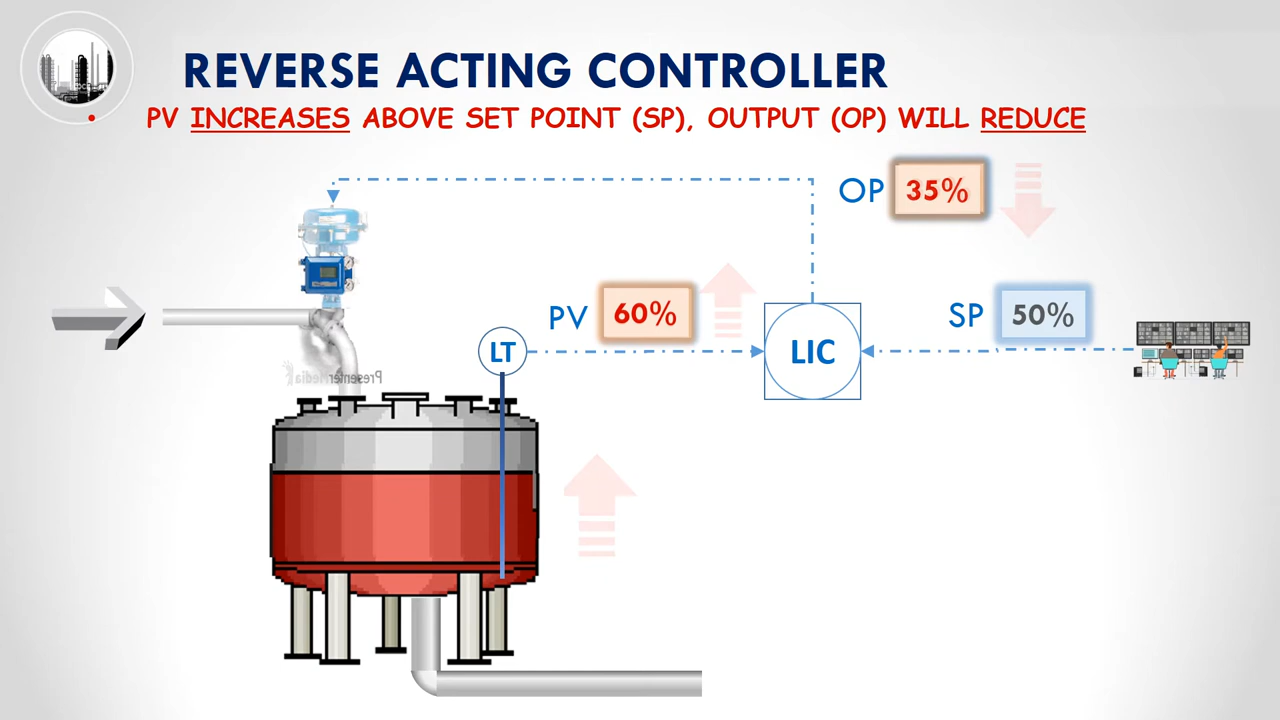 REVERSE ACTING CONTROLLER
• PV INCREASES ABOVE SET POINT (SP), OUTPUT (OP) WILL REDUCE
OP 35%
PV 60%
SP 50%
LT
LIC
PresenterMedia